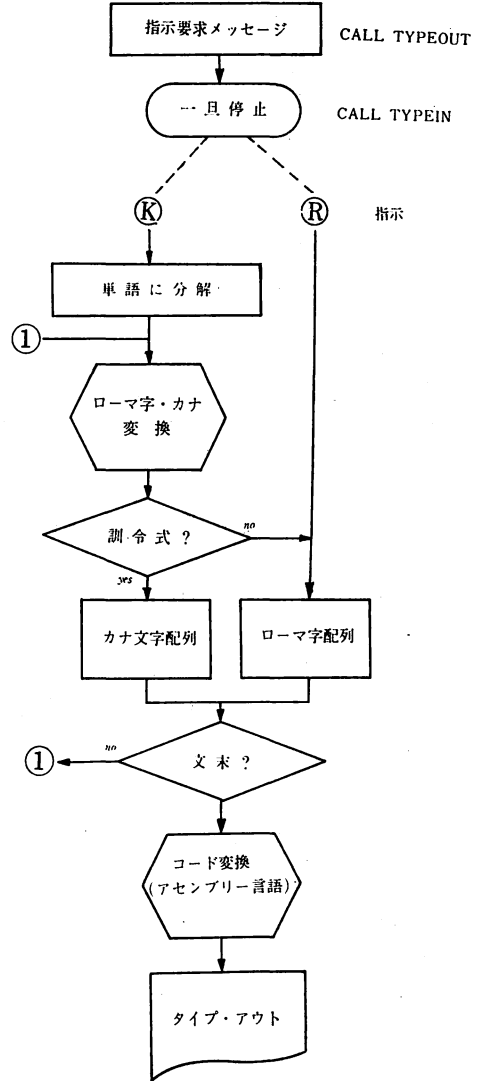 指示要求メッセージ
CALL TYPEOUT
一旦停止
CALL TYPEIN
Ⓚ
Ⓡ
指示
単語に分解
①
ローマ字・カナ
変換
訓令式?
no
yes
カナ文字配列
ローマ字配列
no
①
文末?
コード変換
(アセンブリー言語)
タイプ・アウト